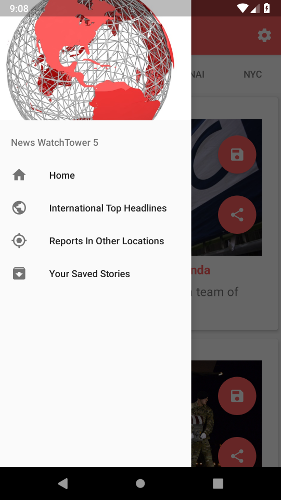 9:08
NAI
NYC
News WatchTower 5
Home
International Top Headlines
nda
team of
Reports In Other Locations
Your Saved Stories